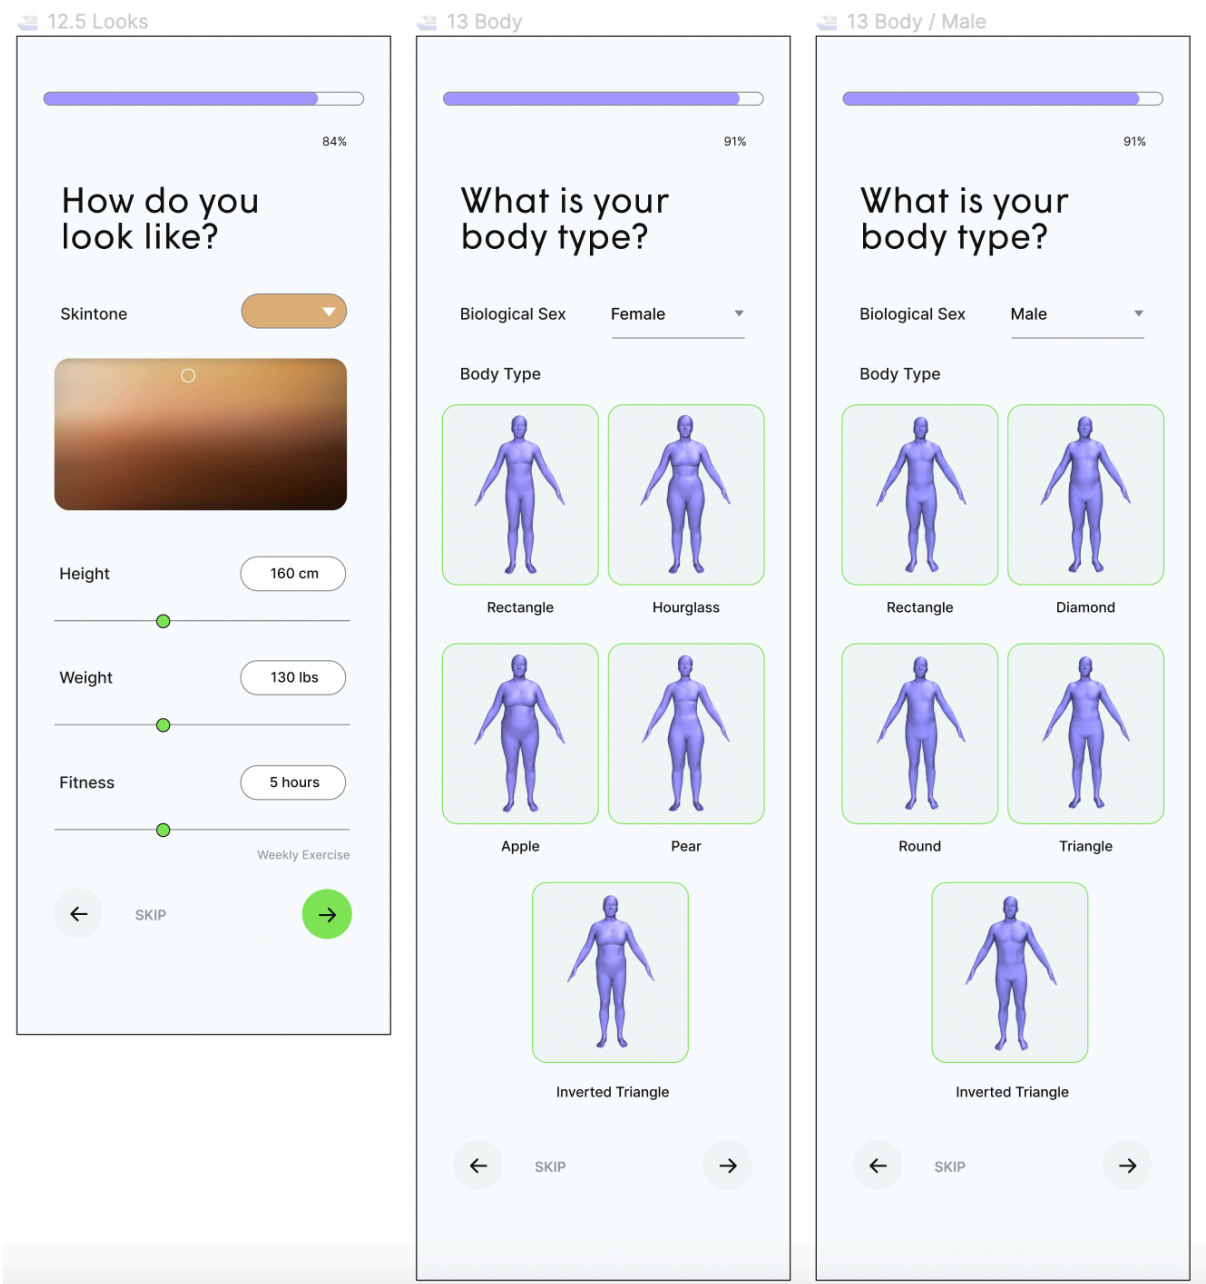 12.5 Looks
84%
How do you
look like?
Skintone
Height
160 cm
Weight
130 lbs
Fitness
5 hours
Weekly Exercise
SKIP
13 Body
91%
What is your
body type?
Biological Sex
Female
Body Type
Rectangle
Hourglass
Apple
Pear
Inverted Triangle
SKIP
13 Body / Male
91%
What is your
body type?
Biological Sex
Male
Body Type
Rectangle
Diamond
Round
Triangle
Inverted Triangle
SKIP